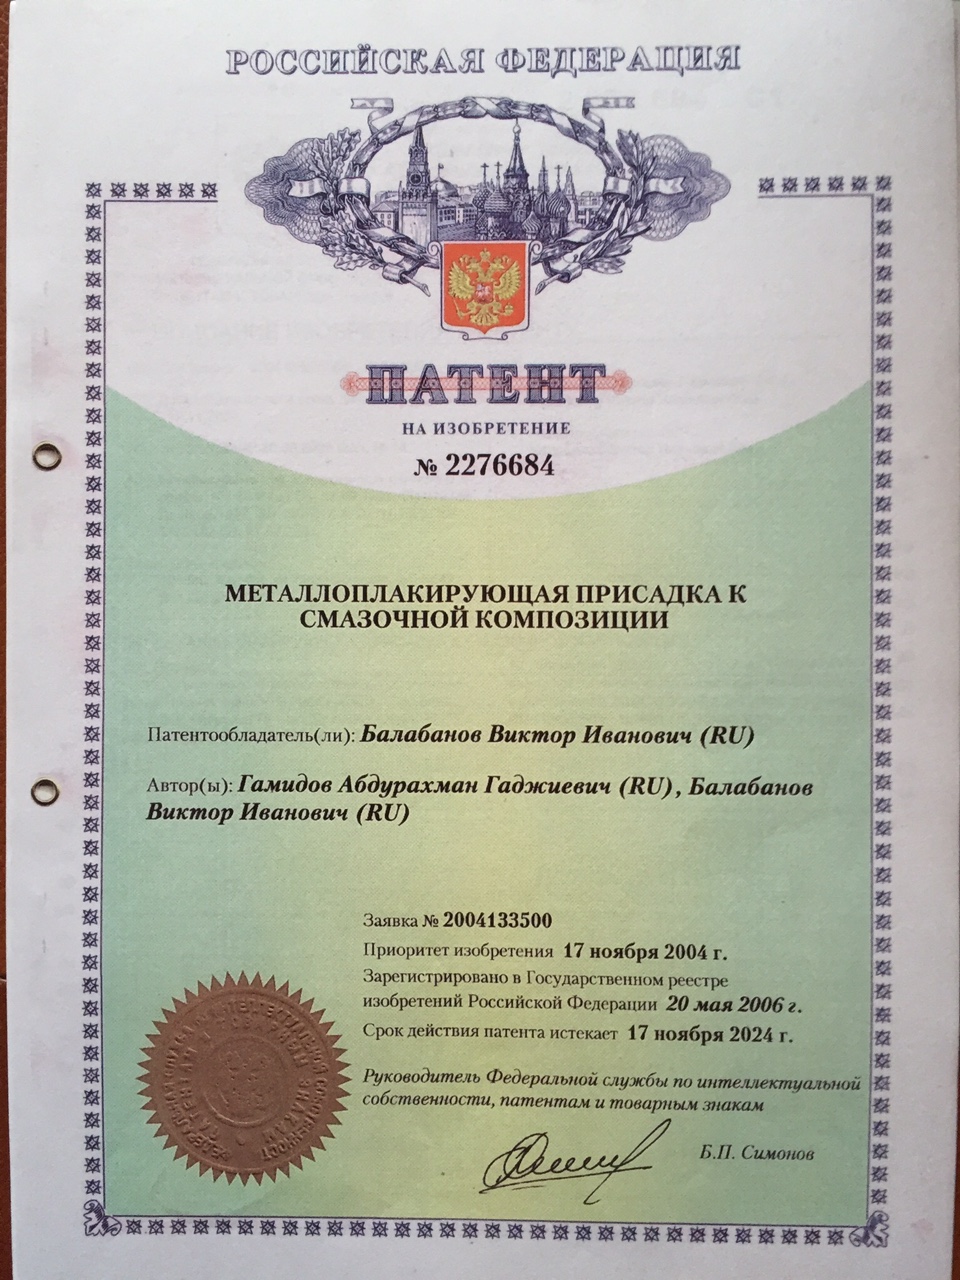 РОССИЙСКАЯ ФЕДЕРАЦИЯ
ПАТЕНТ
НА ИЗОБРЕТЕНИЕ
№ 2276684
МЕТАЛЛОПЛАКИРУЮЩАЯ ПРИСАДКА К
СМАЗОЧНОЙ КОМПОЗИЦИИ
Патентообладатель(ли): Балабанов Виктор Иванович (RU)
Автор(ы): Гамидов Абдурахман Гаджиевич (RU), Балабанов
Виктор Иванович (RU)
Заявка № 2004133500
Приоритет изобретения 17 ноября 2004 г.
Зарегистрировано в Государственном реестре
изобретений Российской Федерации 20 мая 2006 г.
Срок действия патента истекает 17 ноября 2024 г.
Руководитель Федеральной службы по интеллектуальной
собственности, патентам и товарным знакам
Б.П. Симонов